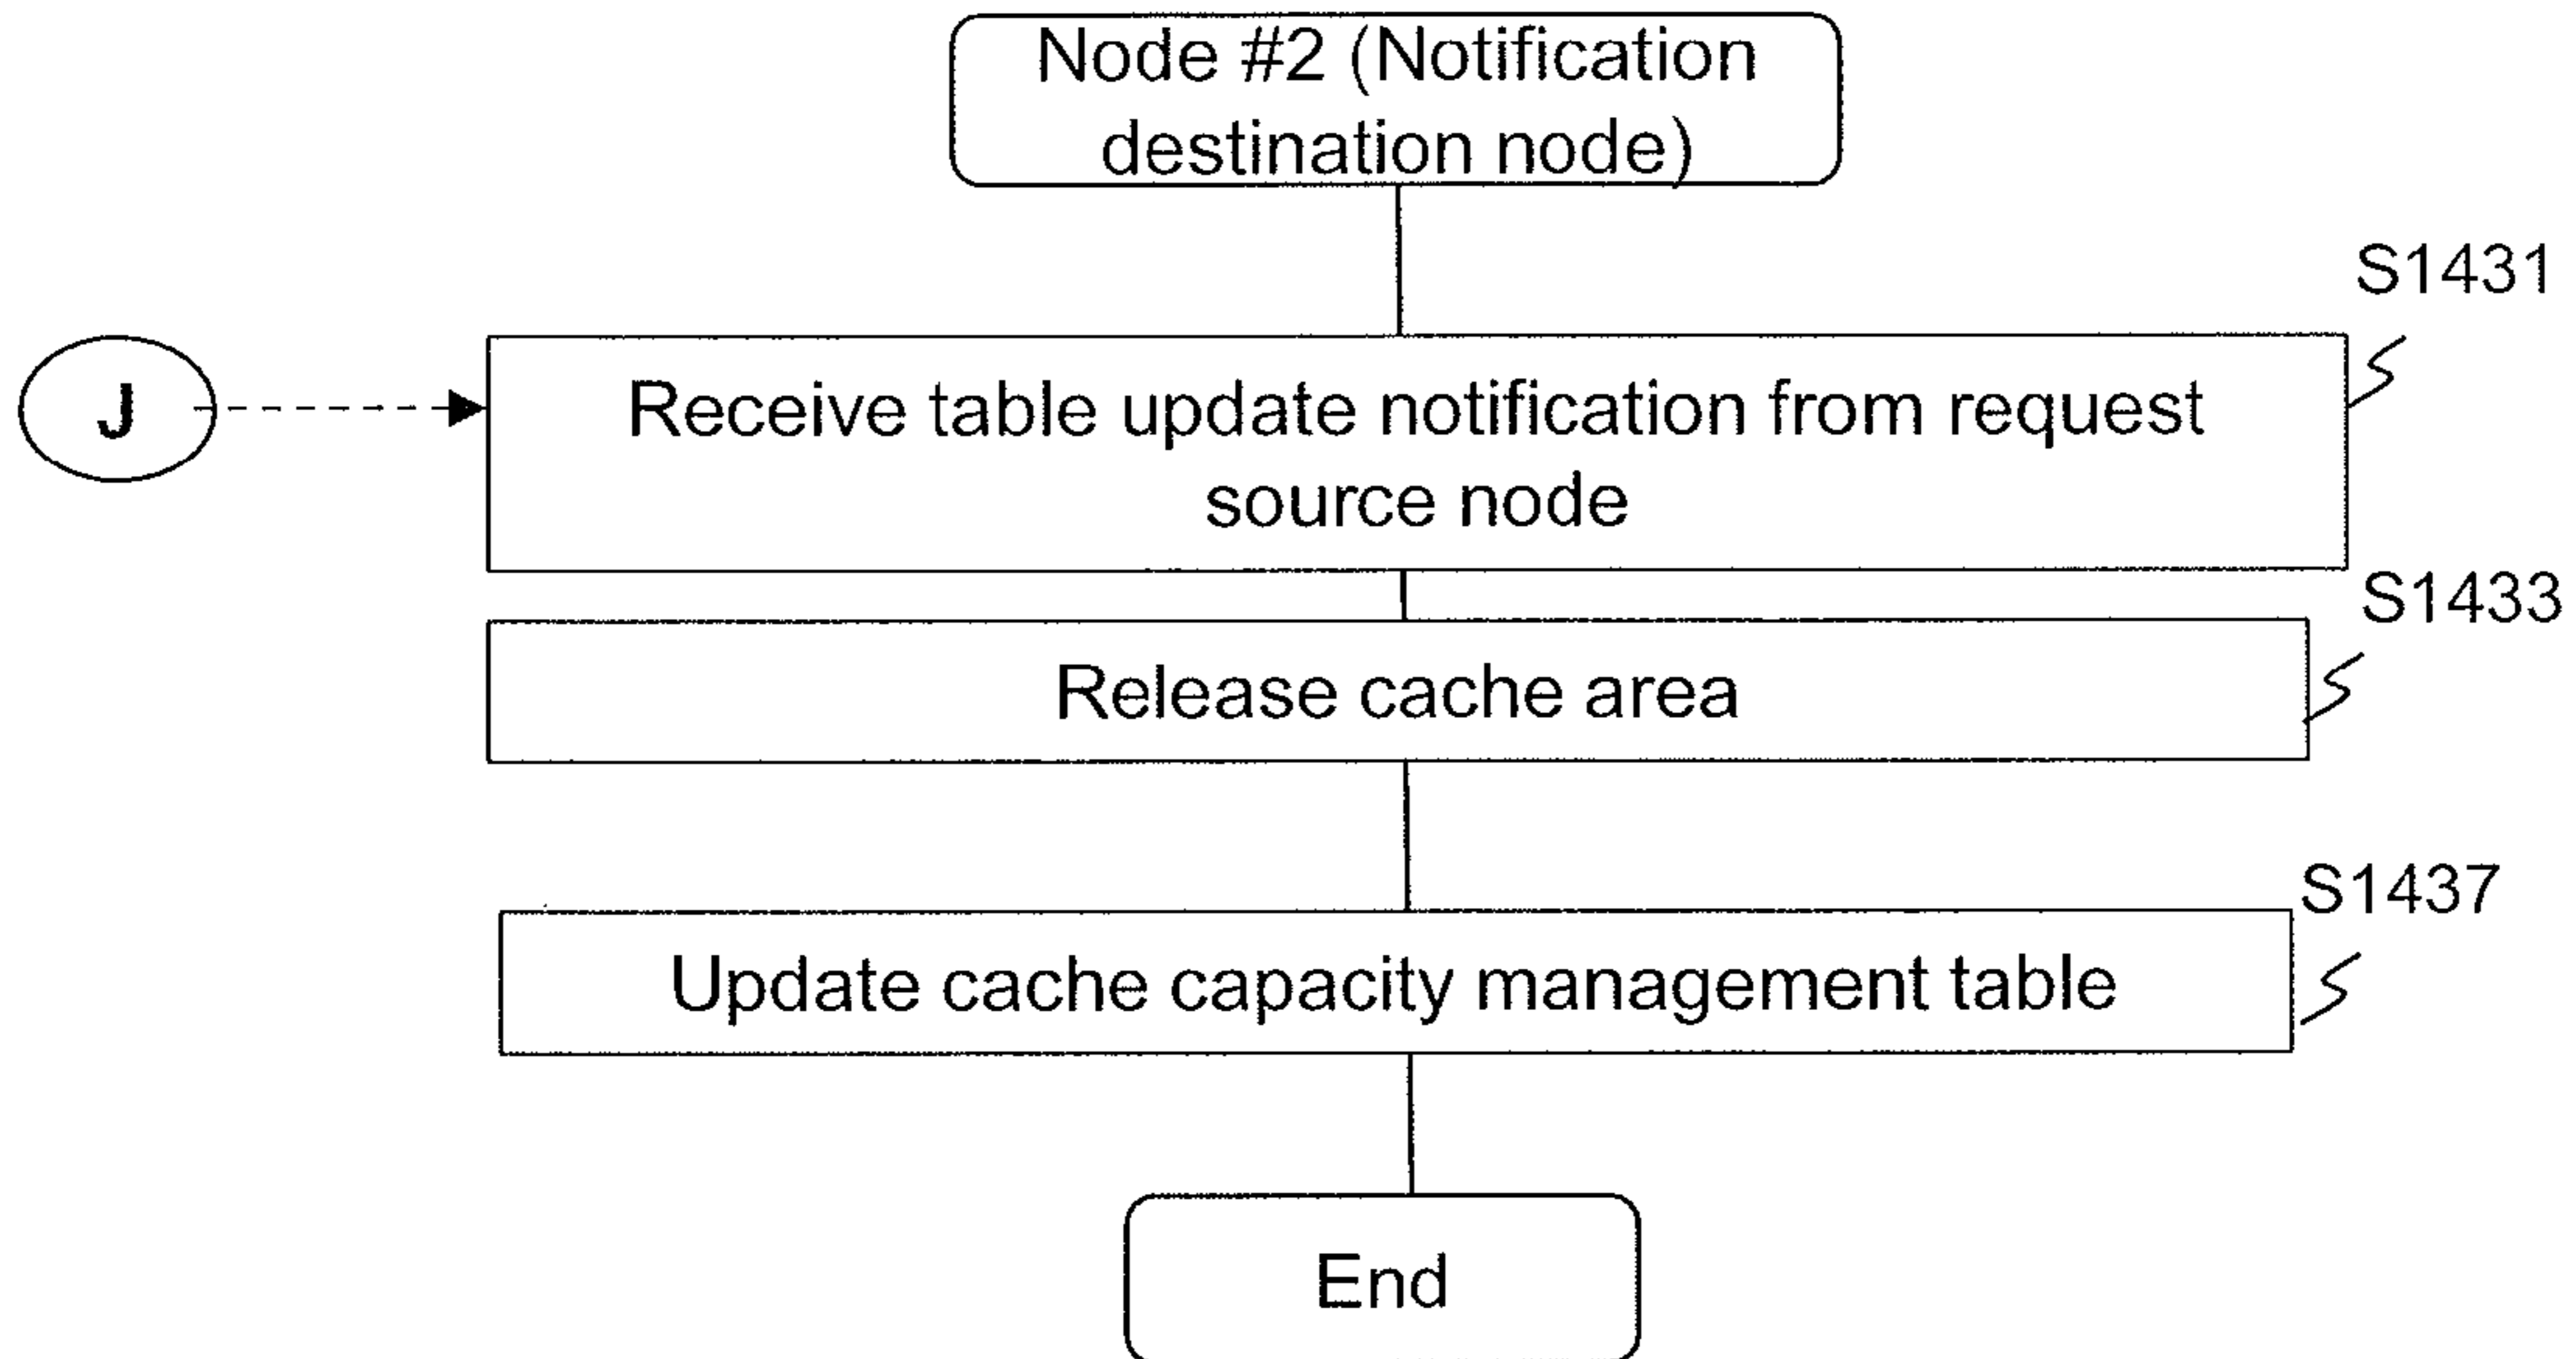 Node #2 (Notification
destination node)
S1431
J
Receive table update notification from request
source node
S1433
Release cache area
S1437
Update cache capacity management table
End